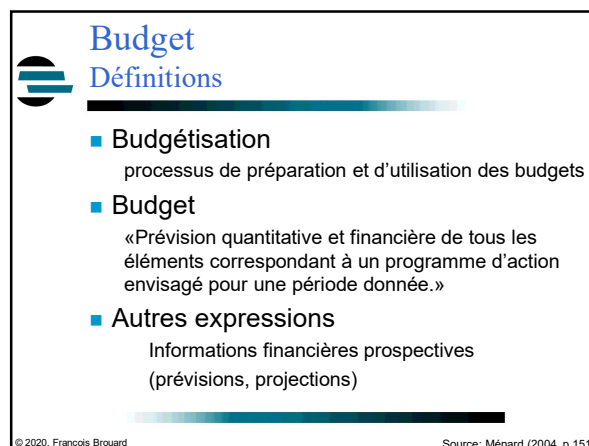 Budget
Définitions
Budgétisation
processus de préparation et d'utilisation des budgets
Budget
«Prévision quantitative et financière de tous les
éléments correspondant à un programme d'action
envisagé pour une période donnée.»
Autres expressions
Informations financières prospectives
(prévisions, projections)
© 2020, François Brouard
Source: Ménard (2004, p.151